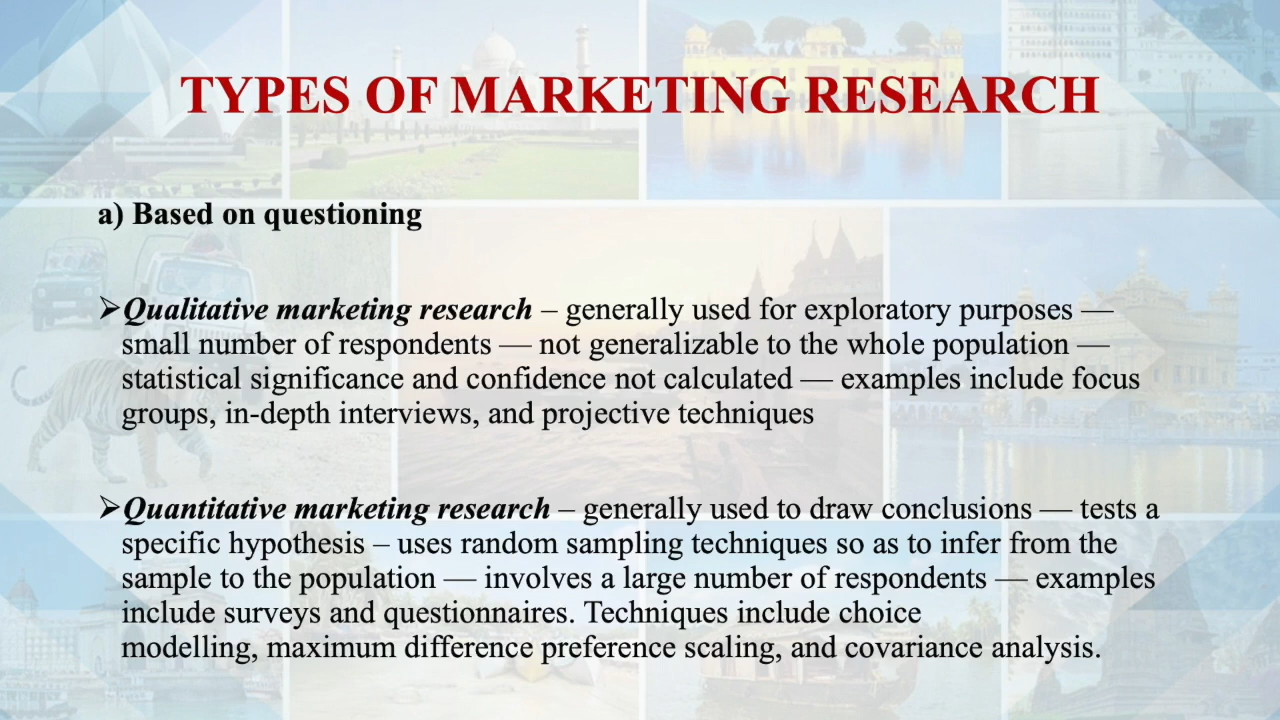 TYPES OF MARKETING RESEARCH
a) Based on questioning
➢Qualitative marketing research – generally used for exploratory purposes —
small number of respondents — not generalizable to the whole population —
statistical significance and confidence not calculated — examples include focus
groups, in-depth interviews, and projective techniques
➢Quantitative marketing research – generally used to draw conclusions — tests a
specific hypothesis – uses random sampling techniques so as to infer from the
sample to the population — involves a large number of respondents — examples
include surveys and questionnaires. Techniques include choice
modelling, maximum difference preference scaling, and covariance analysis.